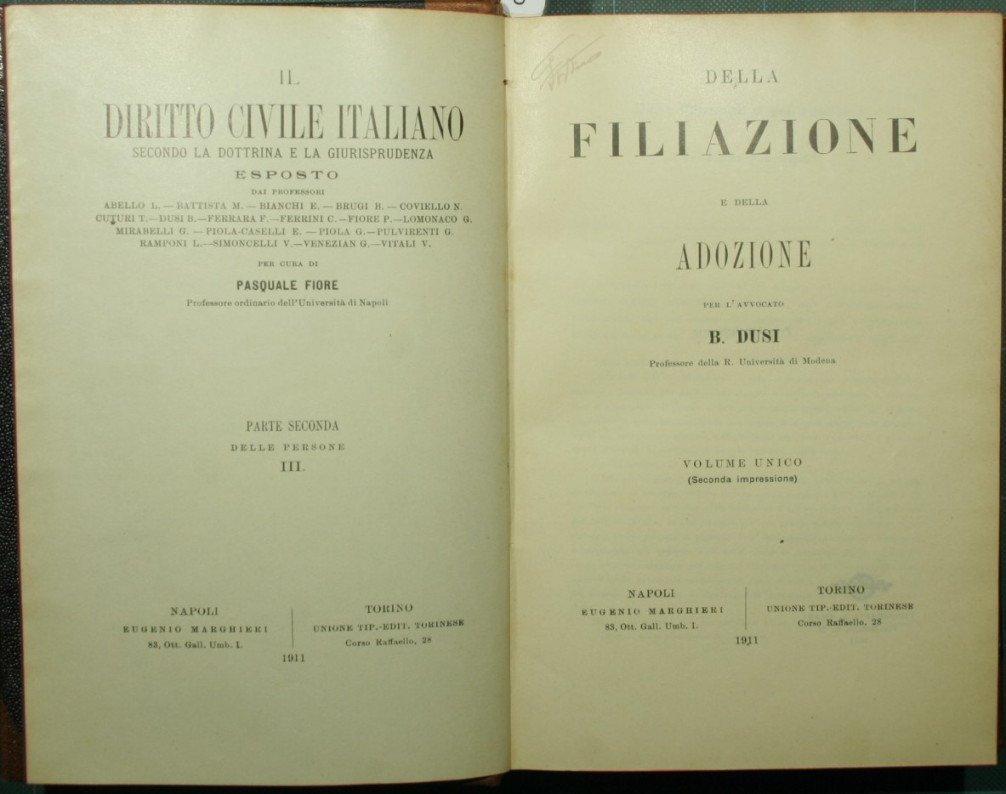 IL
DIRITTO CIVILE ITALIANO
SECONDO LA DOTTRINA E LA GIURISPRUDENZA
ESPOSTO
DAI PROFESSORI
ABELLO L. — BATTISTA M. — BIANCHI E. — BRUGI B. — COVIELLO N.
CUTURI T.—DUSI B.—FERRARA F.—FERRINI C.—FIORE P.—LOMONACO G.
MIRABELLI G. — PIOLA-CASELLI E. — PIOLA G.—PULVIRENTI G.
RAMPONI L.—SIMONCELLI V.—VENEZIAN G.—VITALI V.
PER CURA DI
PASQUALE FIORE
Professore ordinario dell'Università di Napoli
PARTE SECONDA
DELLE PERSONE
III.
NAPOLI
EUGENIO MARGHIERI
83, Ott. Gall. Umb. I.
TORINO
UNIONE TIP.-EDIT. TORINESE
Corso Raffaello, 28
1911
DELLA
FILIAZIONE
E DELLA
ADOZIONE
PER L'AVVOCATO
B. DUSI
Professore della R. Università di Modena
VOLUME UNICO
(Seconda impressione)
NAPOLI
EUGENIO MARGHIERI
83, Ott. Gall. Umb. I.
TORINO
UNIONE TIP.-EDIT. TORINESE
Corso Raffaello, 28
1911